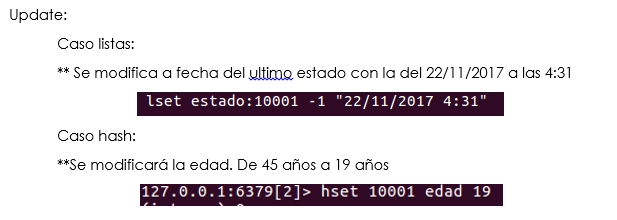 Update:
Caso listas:
** Se modifica a fecha del ultimo estado con la del 22/11/2017 a las 4:31
lset estado:10001 -1 "22/11/2017 4:31"
Caso hash:
**Se modificará la edad. De 45 años a 19 años
127.0.0.1:6379[2]> hset 10001 edad 19